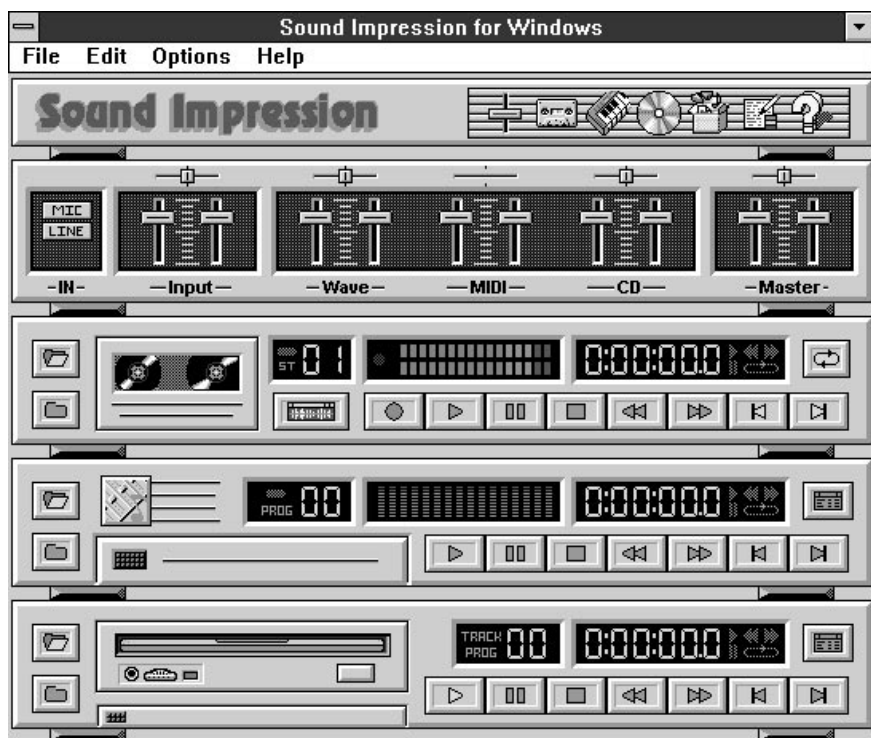 Sound Impression for Windows
File Edit Options Help
Sound Impression
MIC
LINE
-IN- Input Wave MIDI CD Master
ST 01 0:00:00.0
PROG 00 0:00:00.0
TRACK
PROG 00 0:00:00.0